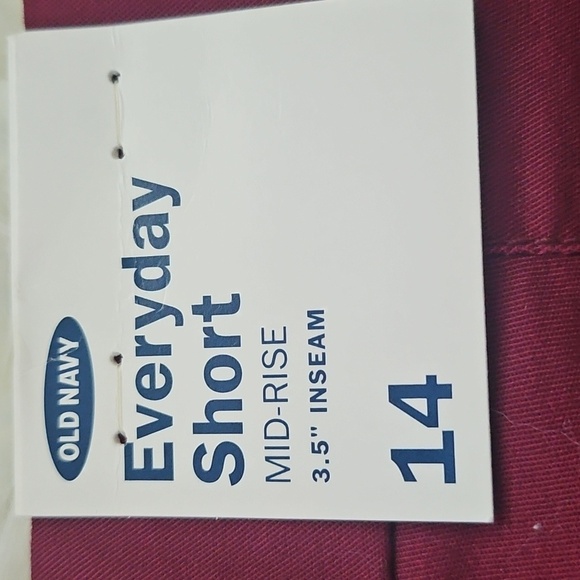 OLD NAVY
Everyday
Short
MID-RISE
3.5" INSEAM
14